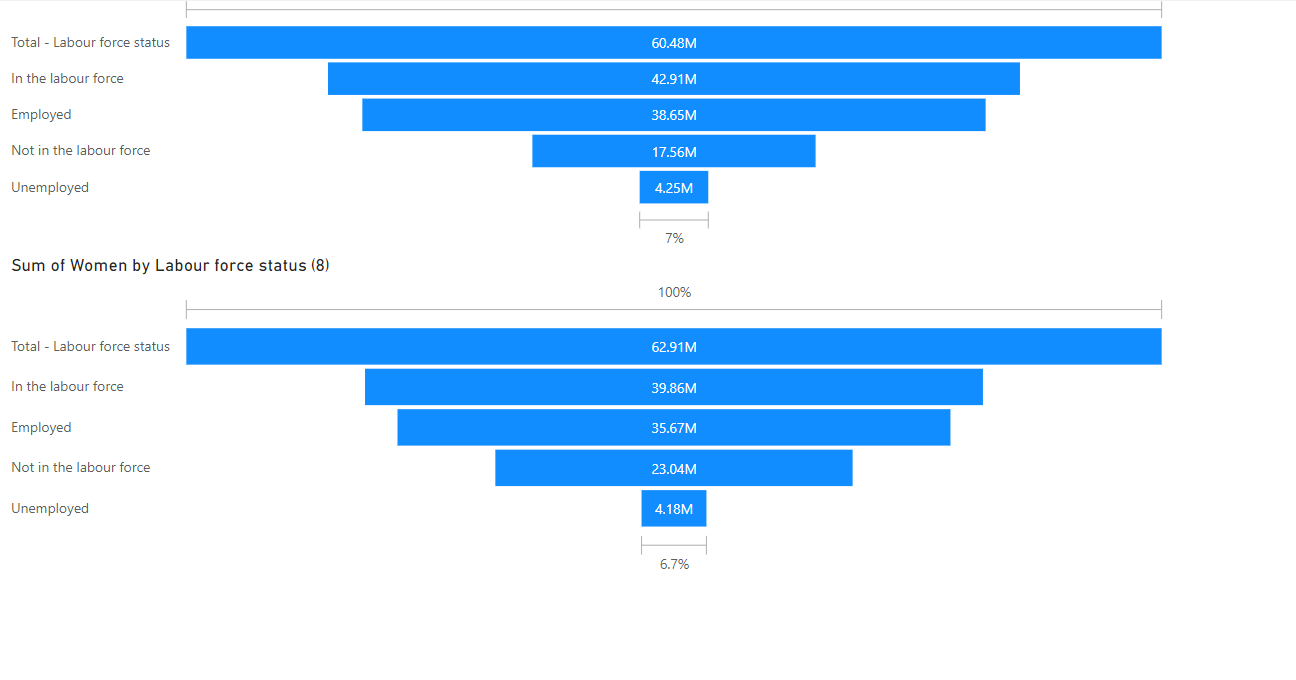 Total - Labour force status 60.48M
In the labour force 42.91M
Employed 38.65M
Not in the labour force 17.56M
Unemployed 4.25M
7%
Sum of Women by Labour force status (8)
100%
Total - Labour force status 62.91M
In the labour force 39.86M
Employed 35.67M
Not in the labour force 23.04M
Unemployed 4.18M
6.7%